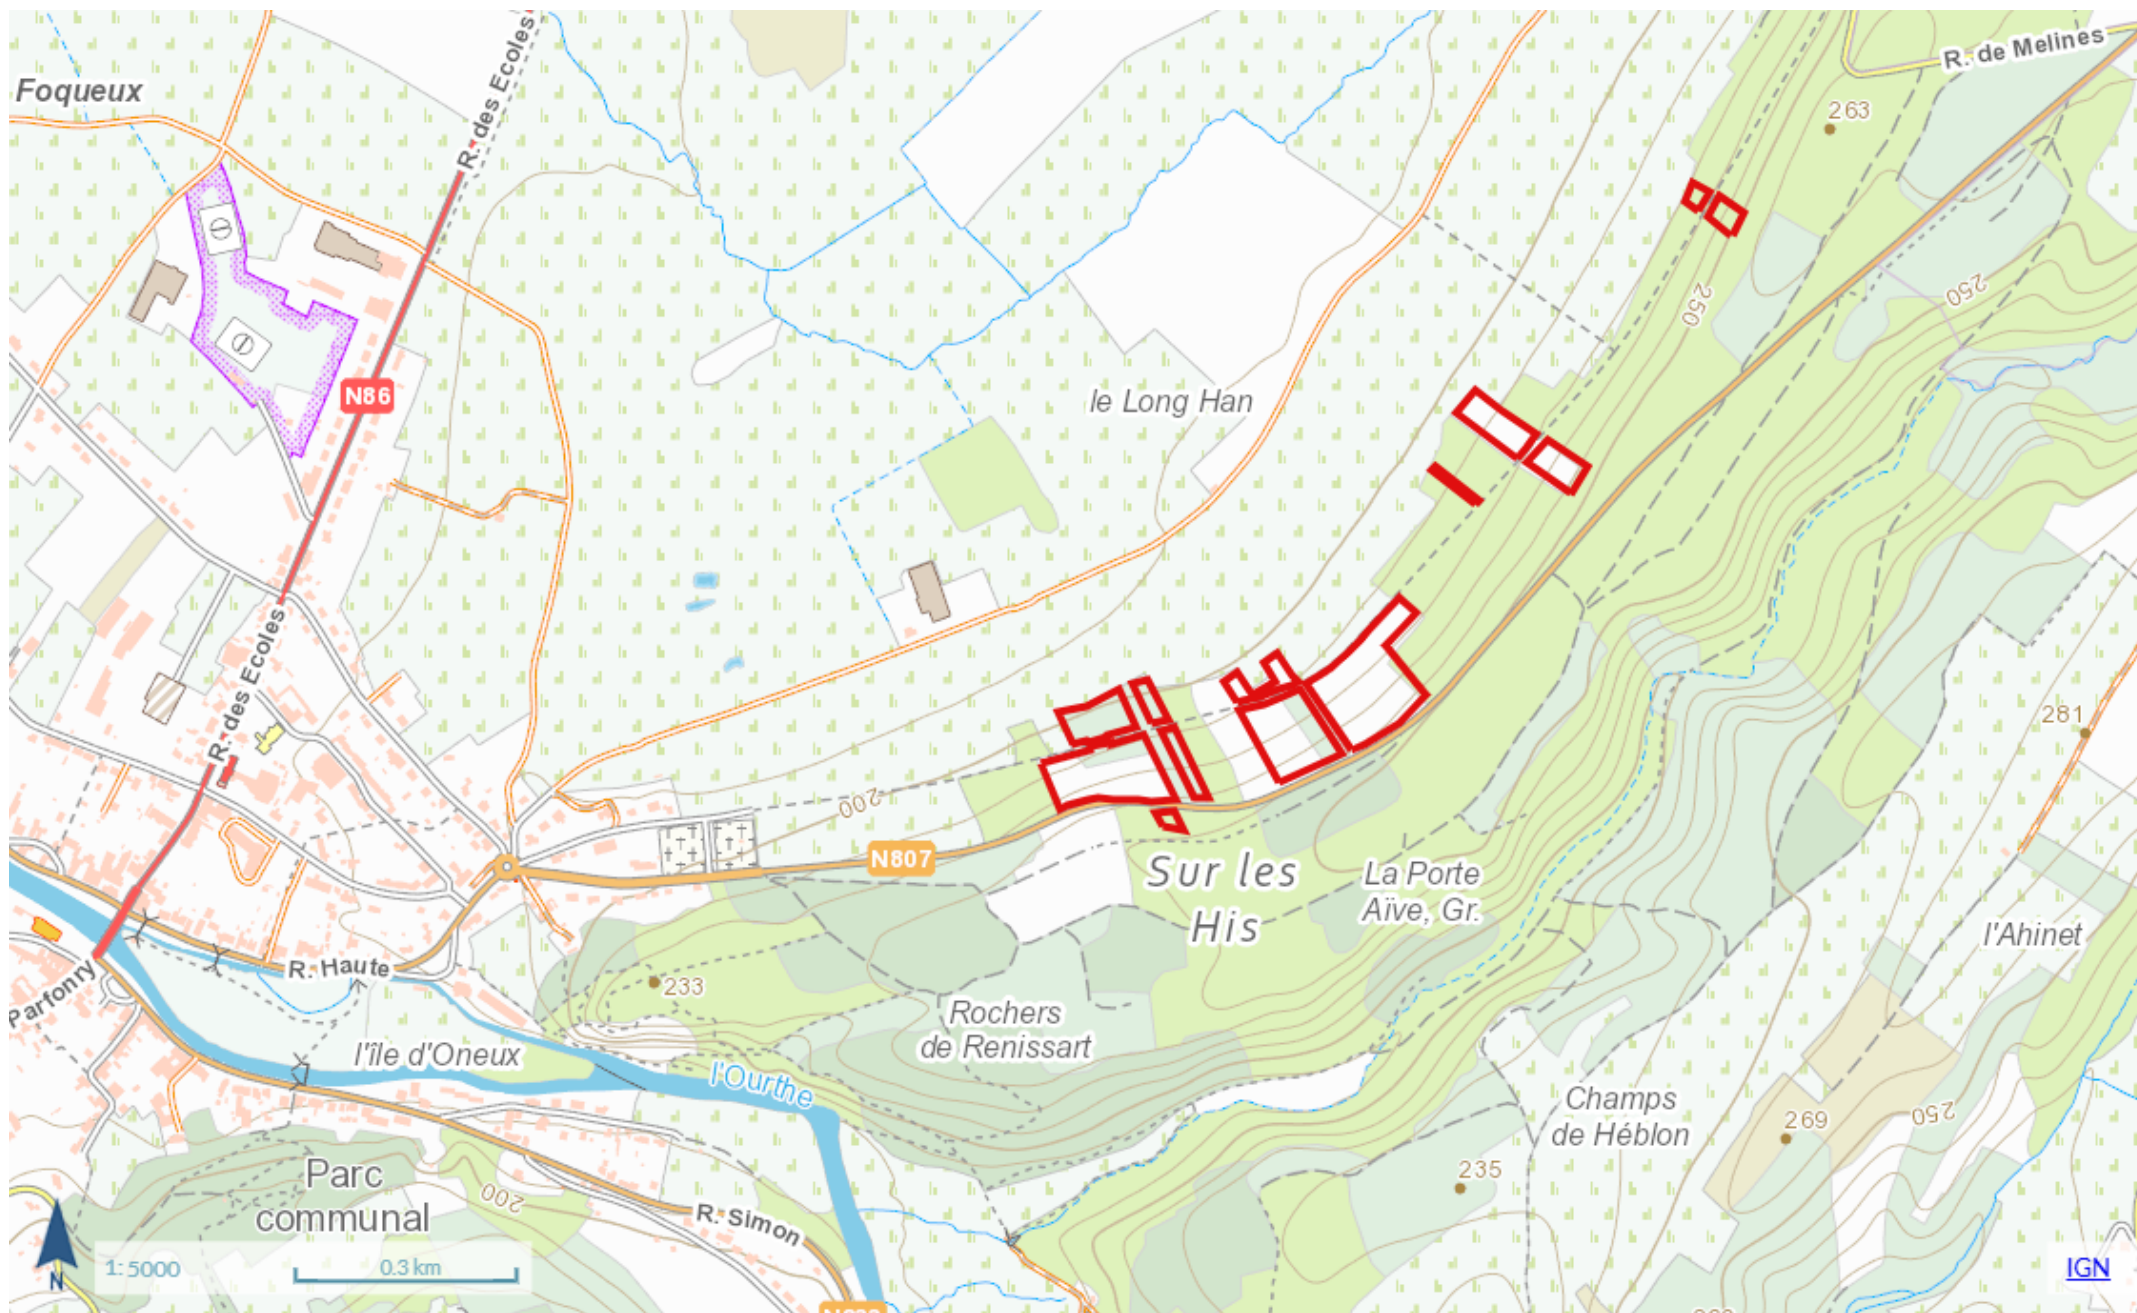 R. des Ecoles
R. de Melines
Foqueux
263
250
250
N86
le Long Han
R. des Ecoles
281
200
N807
Sur les
His
La Porte
Aïve, Gr.
l'Ahinet
R. Haute
233
Parfonry
Rochers
de Renissart
l'île d'Oneux
l'Ourthe
Champs
de Héblon
269
250
235
Parc
communal
200
R. Simon
1:5000
0.3 km
N
IGN